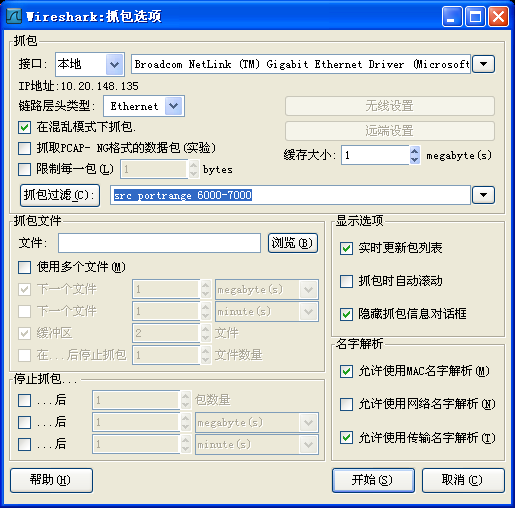 Wireshark:抓包选项
抓包
接口: 本地 Broadcom NetLink (TM) Gigabit Ethernet Driver (Microsoft
IP地址:10.20.148.135
链路层头类型: Ethernet 无线设置
远端设置
在混乱模式下抓包.
抓取PCAP- NG格式的数据包(实验) 缓存大小: 1 megabyte(s)
限制每一包(L) 1 bytes
抓包过滤(C): src portrange 6000-7000
抓包文件
文件: 浏览(B)
使用多个文件(M)
下一个文件 1 megabyte(s)
下一个文件 1 minute(s)
缓冲区 2 文件
在...后停止抓包 1 文件数量
停止抓包...
...后 1 包数量
...后 1 megabyte(s)
...后 1 minute(s)
显示选项
实时更新包列表
抓包时自动滚动
隐藏抓包信息对话框
名字解析
允许使用MAC名字解析(M)
允许使用网络名字解析(N)
允许使用传输名字解析(T)
帮助(H) 开始(S) 取消(C)